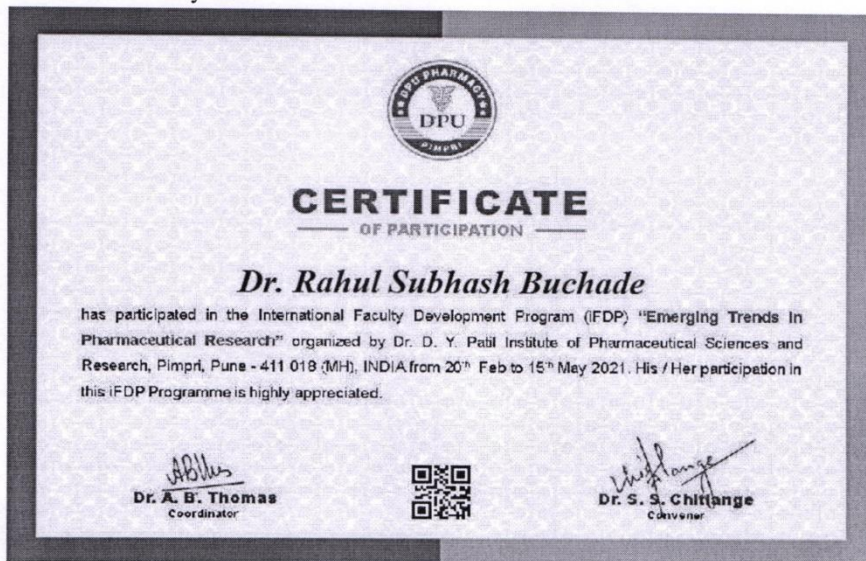 DPU PHARMACY
DPU
PIMPRI
CERTIFICATE
OF PARTICIPATION
Dr. Rahul Subhash Buchade
has participated in the International Faculty Development Program (iFDP) "Emerging Trends in
Pharmaceutical Research" organized by Dr. D. Y. Patil Institute of Pharmaceutical Sciences and
Research, Pimpri, Pune - 411 018 (MH), INDIA from 20th Feb to 15th May 2021. His / Her participation in
this iFDP Programme is highly appreciated.
Dr. A. B. Thomas
Coordinator
Dr. S. S. Chitlange
Convener